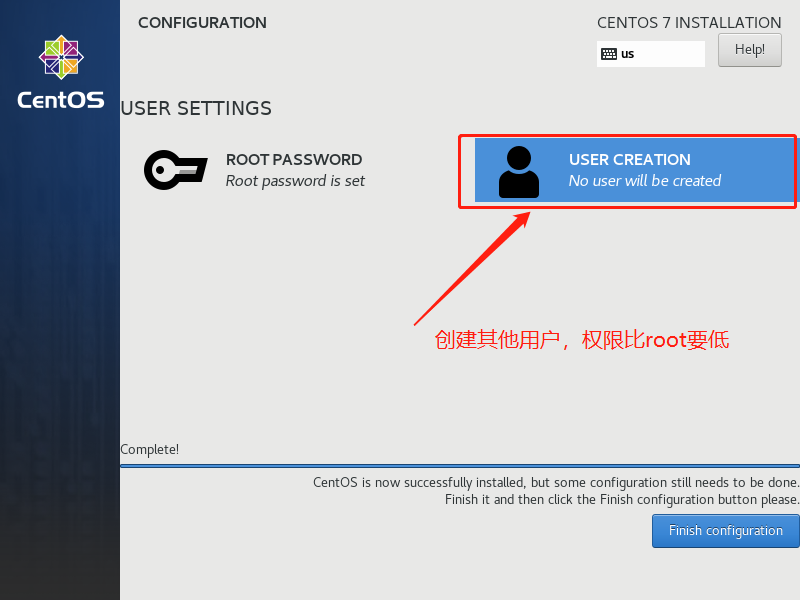 CONFIGURATION
CENTOS 7 INSTALLATION
us
Help!
CentOS
USER SETTINGS
ROOT PASSWORD
Root password is set
USER CREATION
No user will be created
创建其他用户，权限比root要低
Complete!
CentOS is now successfully installed, but some configuration still needs to be done.
Finish it and then click the Finish configuration button please.
Finish configuration